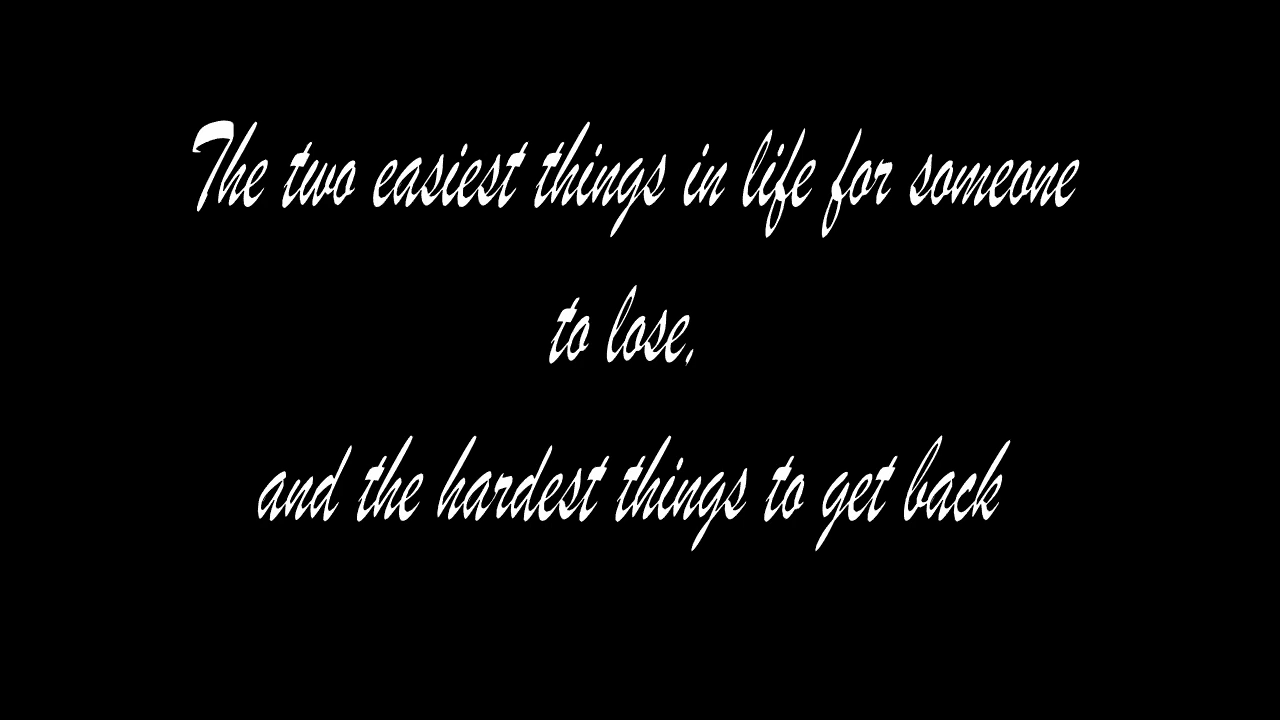 The two easiest things in life for someone
to lose,
and the hardest things to get back